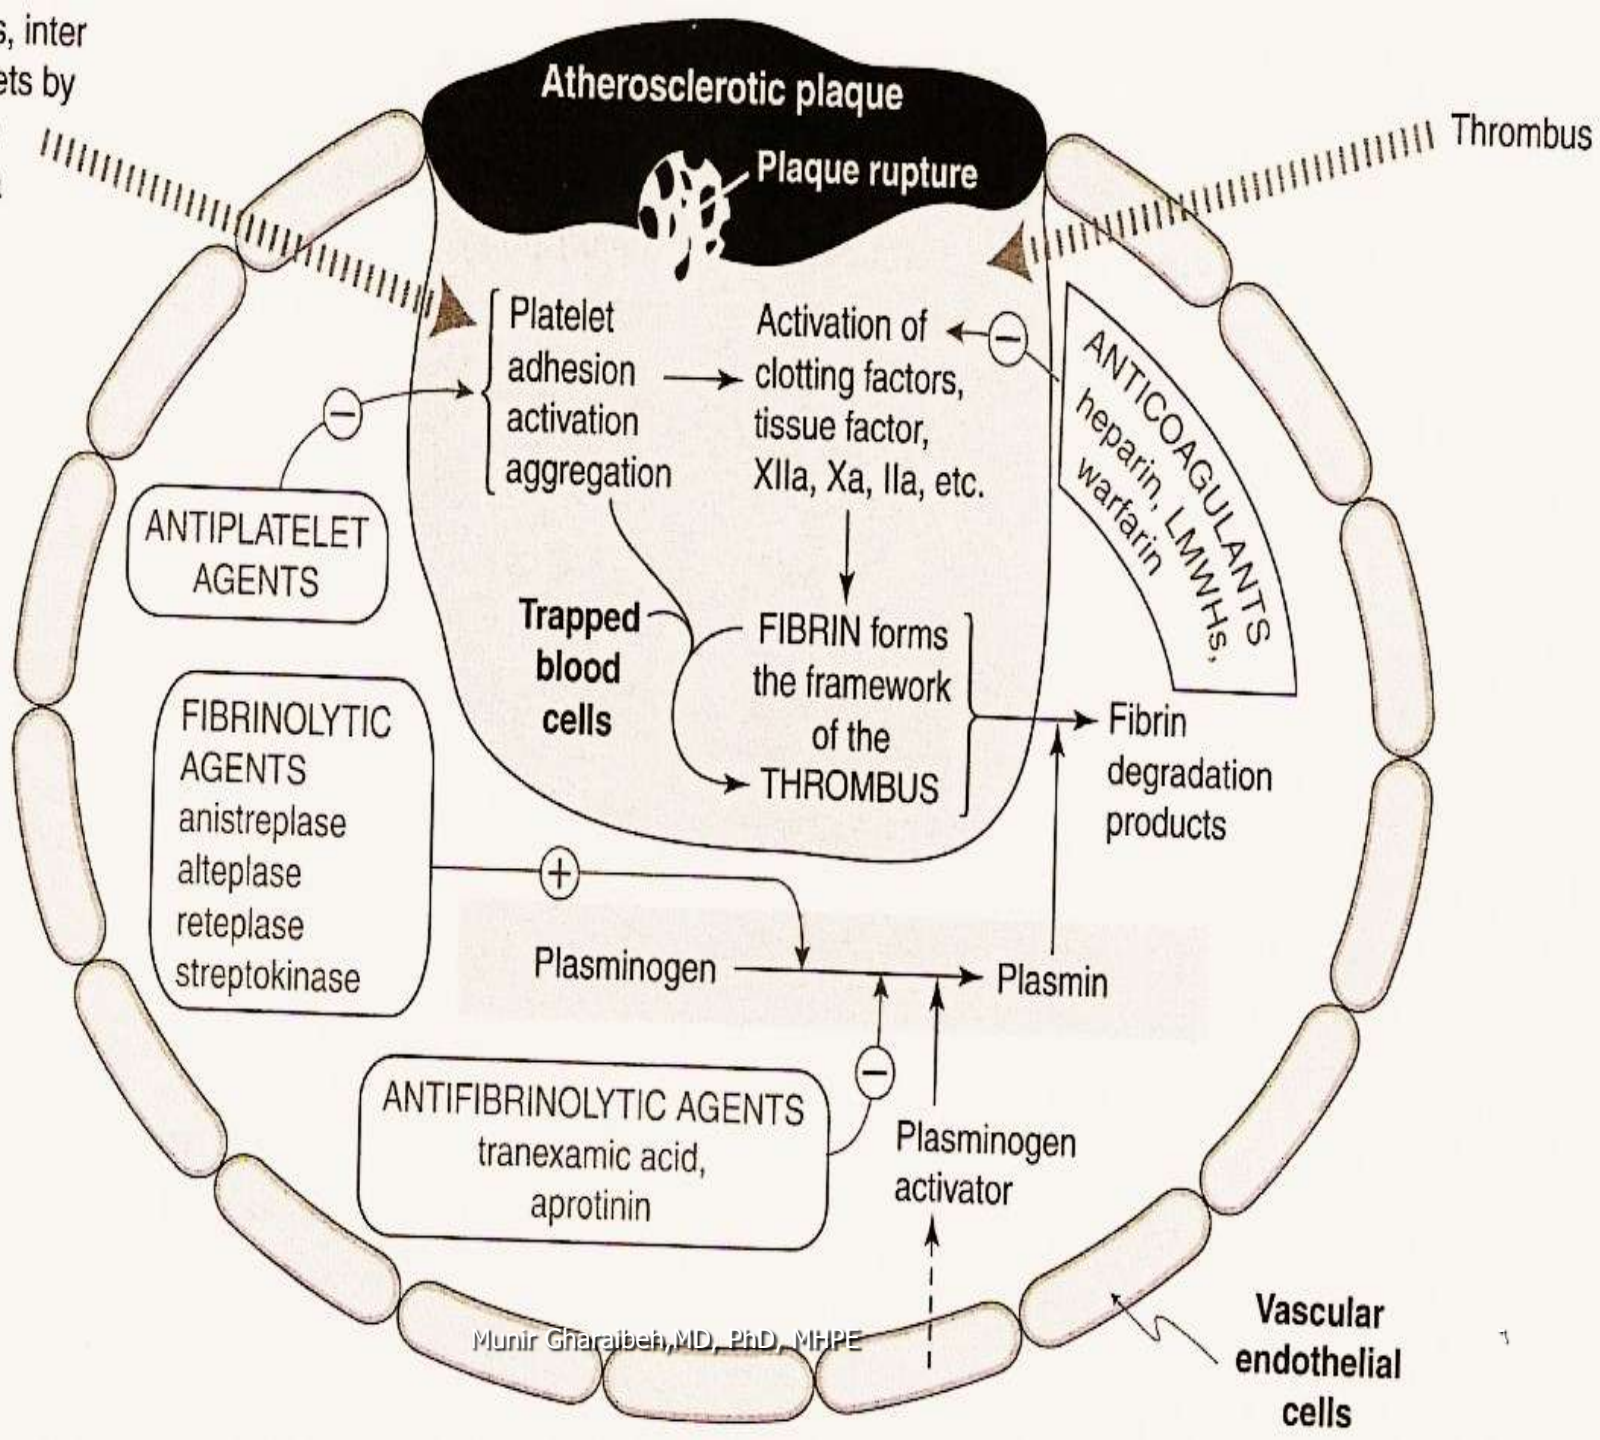 s, inter
ets by
Thrombus
Atherosclerotic plaque
Plaque rupture
Platelet
adhesion
activation
aggregation
Activation of
clotting factors,
tissue factor,
XIIa, Xa, IIa, etc.
ANTICOAGULANTS
heparin, LMWHs,
warfarin
ANTIPLATELET
AGENTS
Trapped
blood
cells
FIBRIN forms
the framework
of the
THROMBUS
Fibrin
degradation
products
FIBRINOLYTIC
AGENTS
anistreplase
alteplase
reteplase
streptokinase
+
Plasminogen
Plasmin
ANTIFIBRINOLYTIC AGENTS
tranexamic acid,
aprotinin
Plasminogen
activator
Vascular
endothelial
cells
Munir Gharaibeh,MD, PhD, MHPE
7